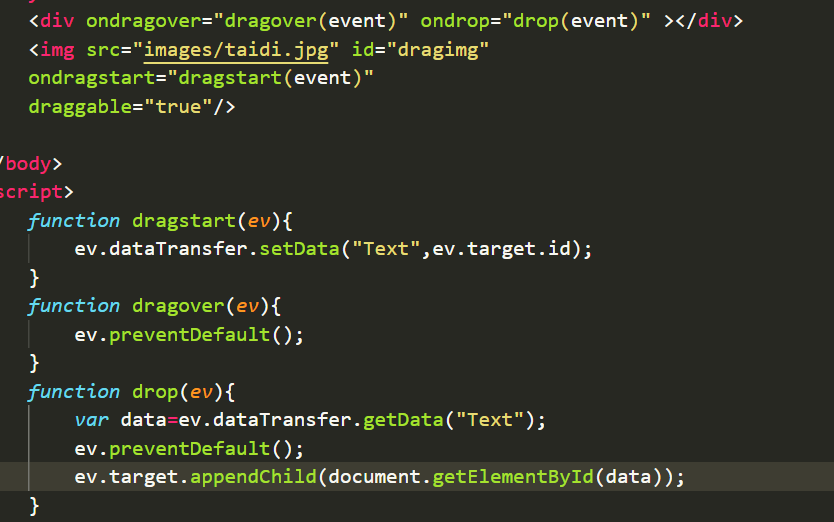 <div ondragover="dragover(event)" ondrop="drop(event)" ></div>
<img src="images/taidi.jpg" id="dragimg"
ondragstart="dragstart(event)"
draggable="true"/>
/body>
script>
function dragstart(ev){
ev.dataTransfer.setData("Text",ev.target.id);
}
function dragover(ev){
ev.preventDefault();
}
function drop(ev){
var data=ev.dataTransfer.getData("Text");
ev.preventDefault();
ev.target.appendChild(document.getElementById(data));
}